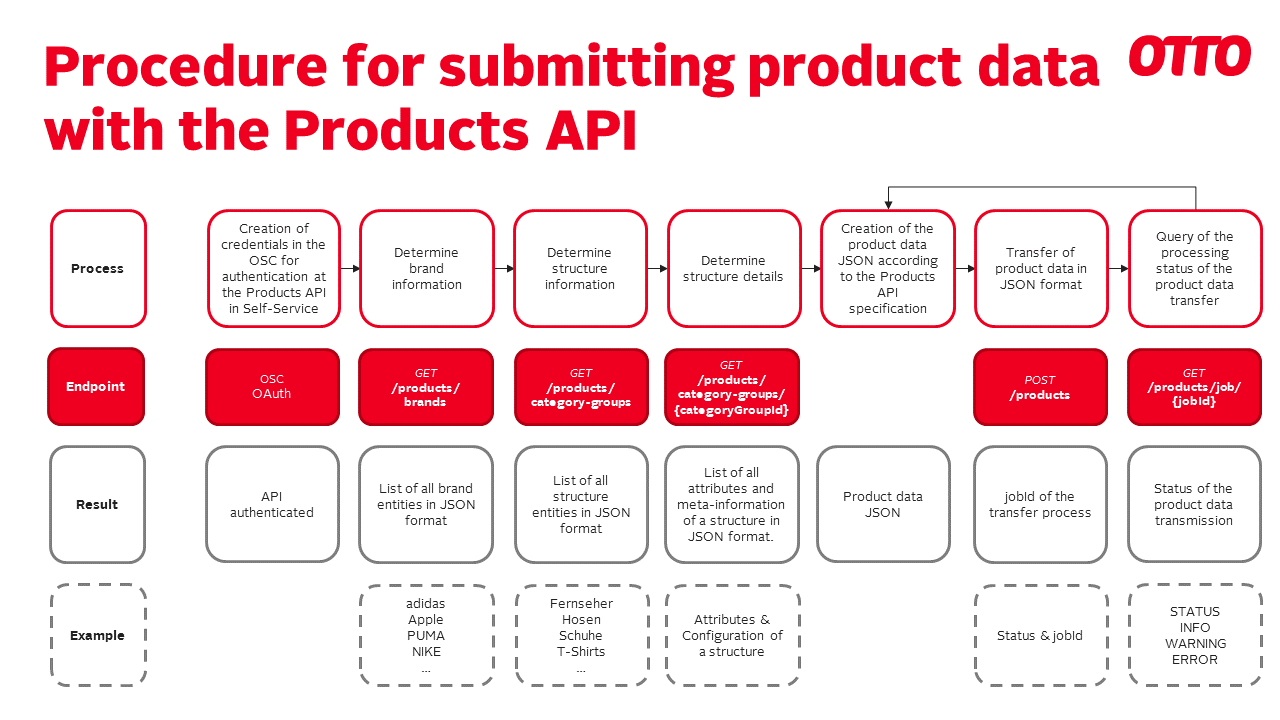 Procedure for submitting product data
with the Products API
OTTO
Process
Creation of
credentials in the
OSC for
authentication at
the Products API
in Self-Service
Determine
brand
information
Determine
structure
information
Determine
structure details
Creation of the
product data
JSON according
to the Products
API
specification
Transfer of
product data in
JSON format
Query of the
processing
status of the
product data
transfer
Endpoint
OSC
OAuth
GET
/products/
brands
GET
/products/
category-groups
GET
/products/
category-groups/
{categoryGroupId}
POST
/products
GET
/products/job/
{jobId}
Result
API
authenticated
List of all brand
entities in JSON
format
List of all
structure
entities in JSON
format
List of all
attributes and
meta-information
of a structure in
JSON format.
Product data
JSON
jobId of the
transfer process
Status of the
product data
transmission
Example
adidas
Apple
PUMA
NIKE
...
Fernseher
Hosen
Schuhe
T-Shirts
...
Attributes &
Configuration of
a structure
Status & jobId
STATUS
INFO
WARNING
ERROR